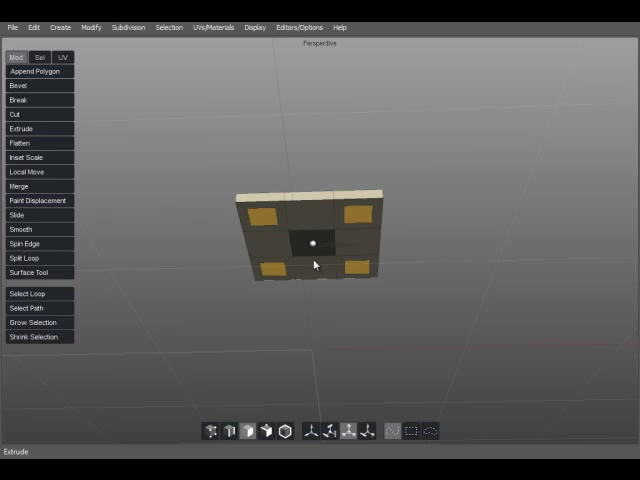 File Edit Create Modify Subdivision Selection UVs/Materials Display Editors/Options Help
Perspective
Mod Sel UV
Append Polygon
Bevel
Break
Cut
Extrude
Flatten
Inset Scale
Local Move
Merge
Paint Displacement
Slide
Smooth
Spin Edge
Split Loop
Surface Tool
Select Loop
Select Path
Grow Selection
Shrink Selection
Extrude